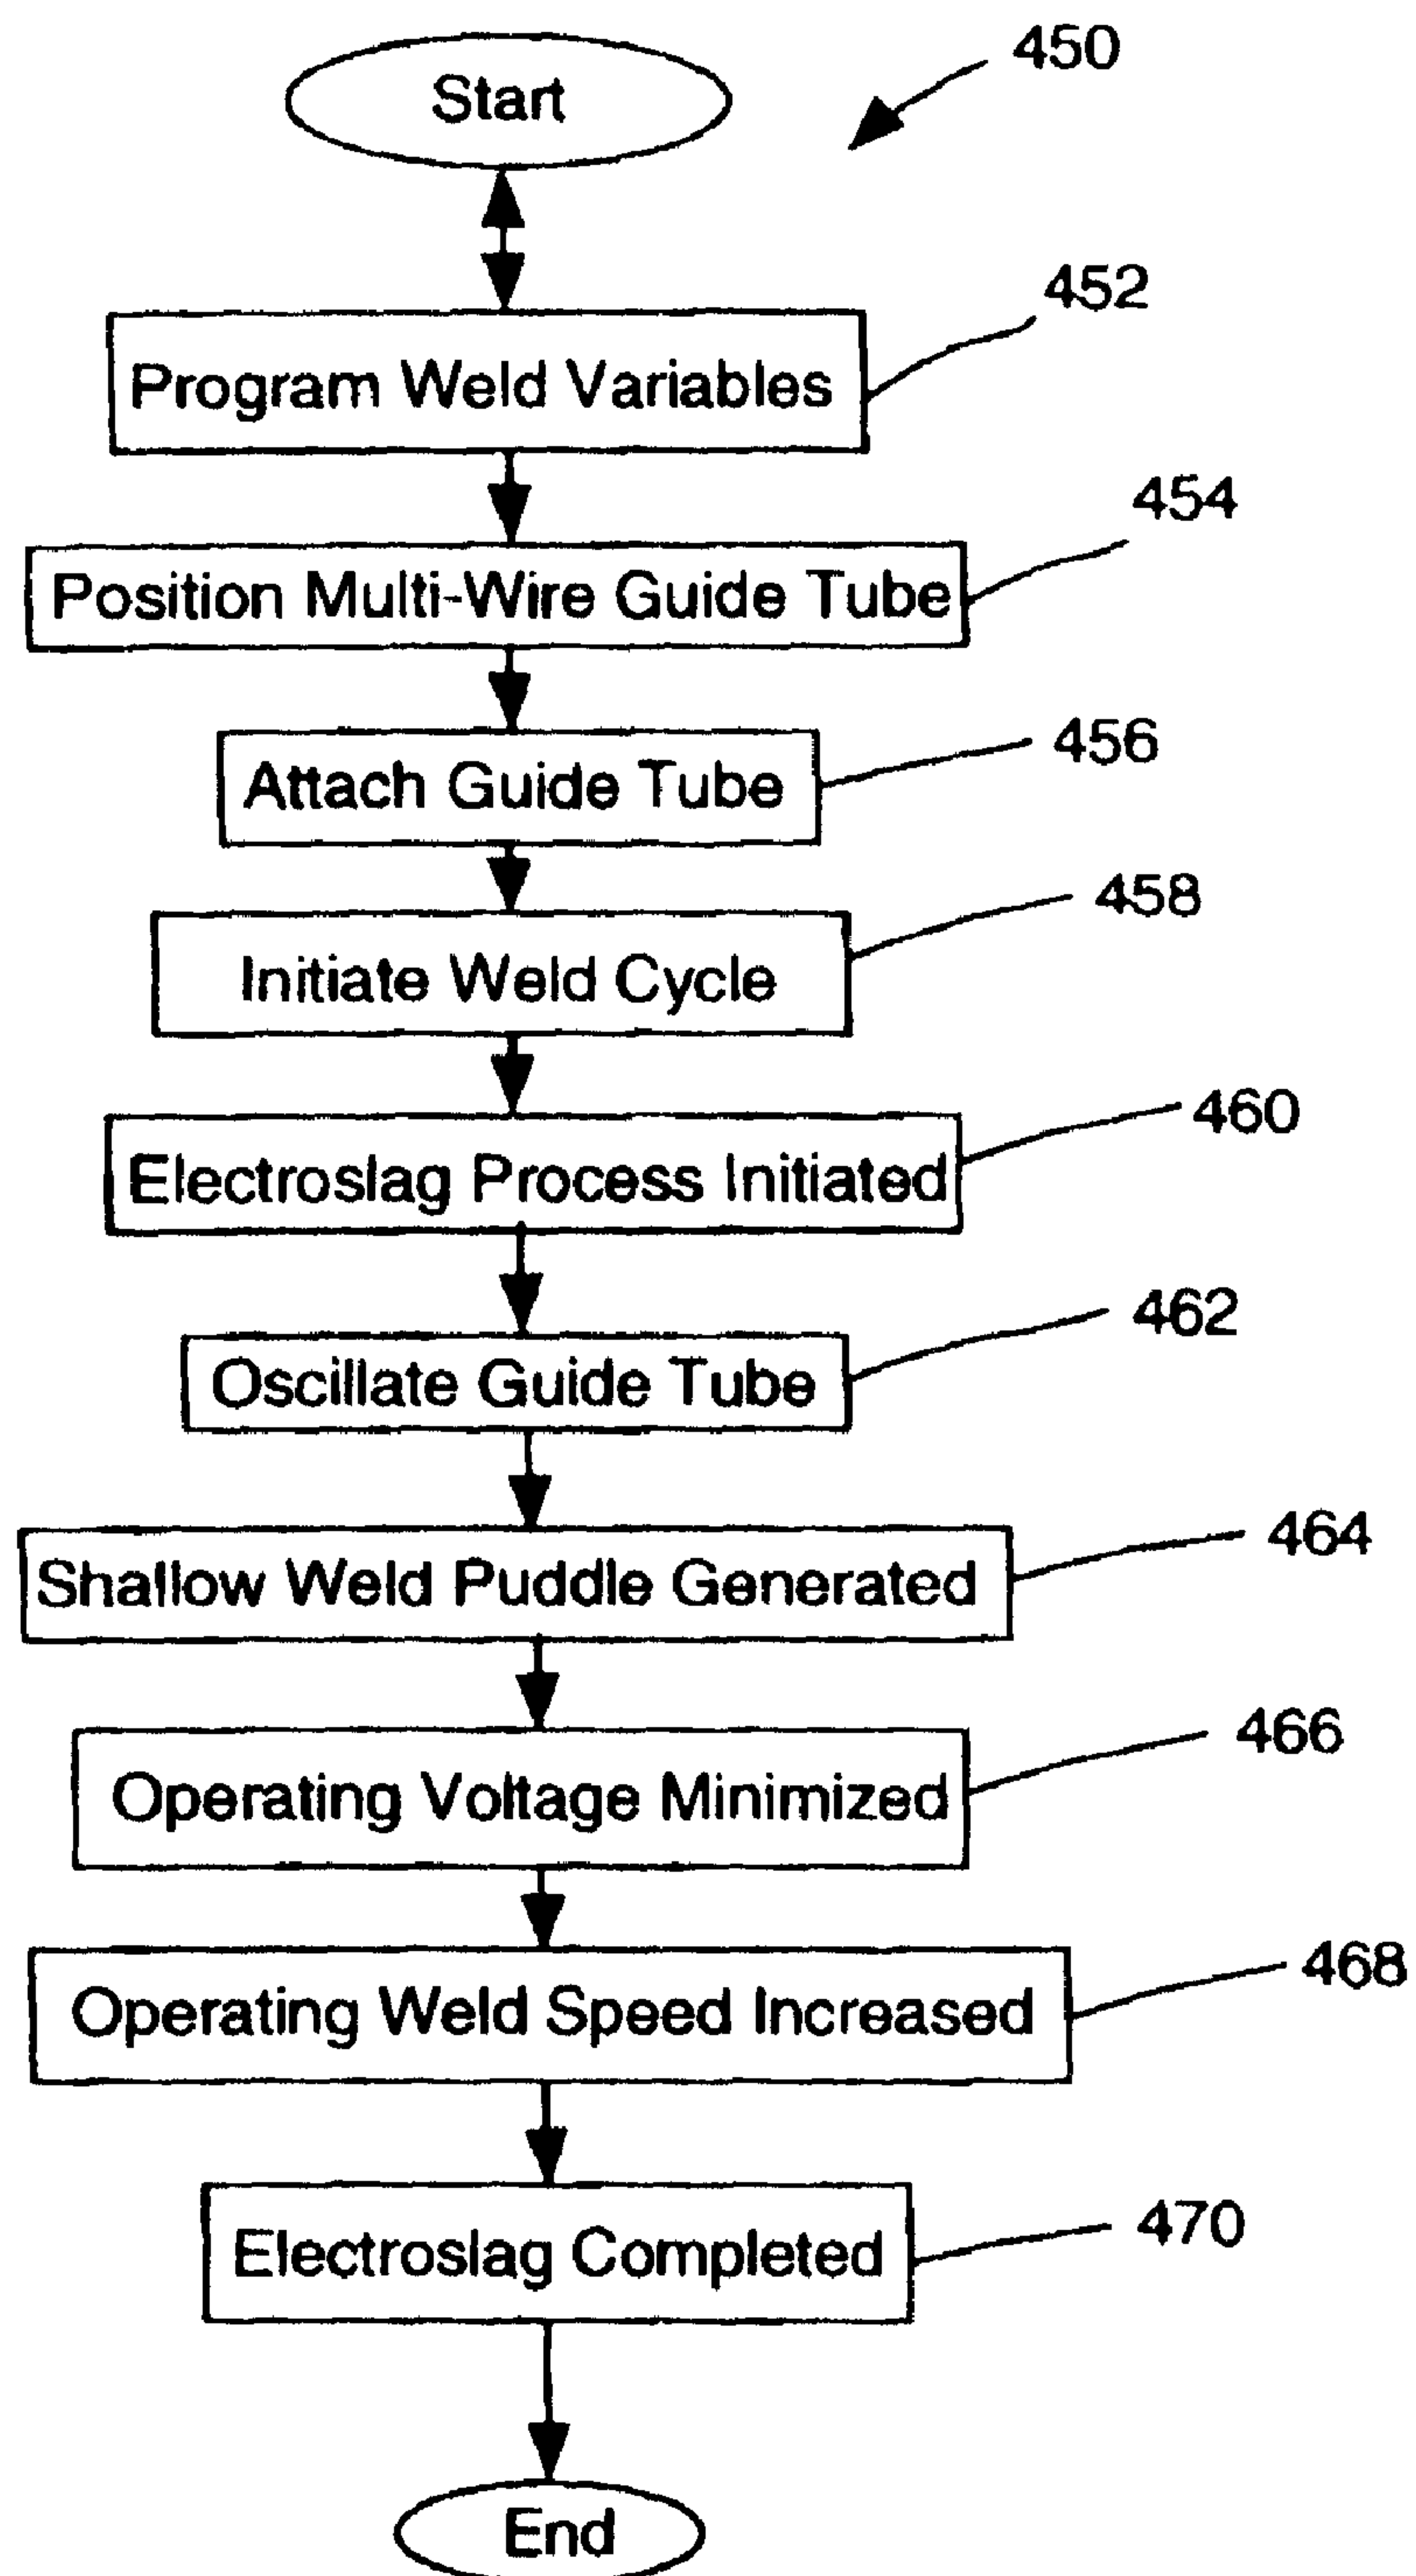 Start
450
Program Weld Variables
452
Position Multi-Wire Guide Tube
454
Attach Guide Tube
456
Initiate Weld Cycle
458
Electroslag Process Initiated
460
Oscillate Guide Tube
462
Shallow Weld Puddle Generated
464
Operating Voltage Minimized
466
Operating Weld Speed Increased
468
Electroslag Completed
470
End